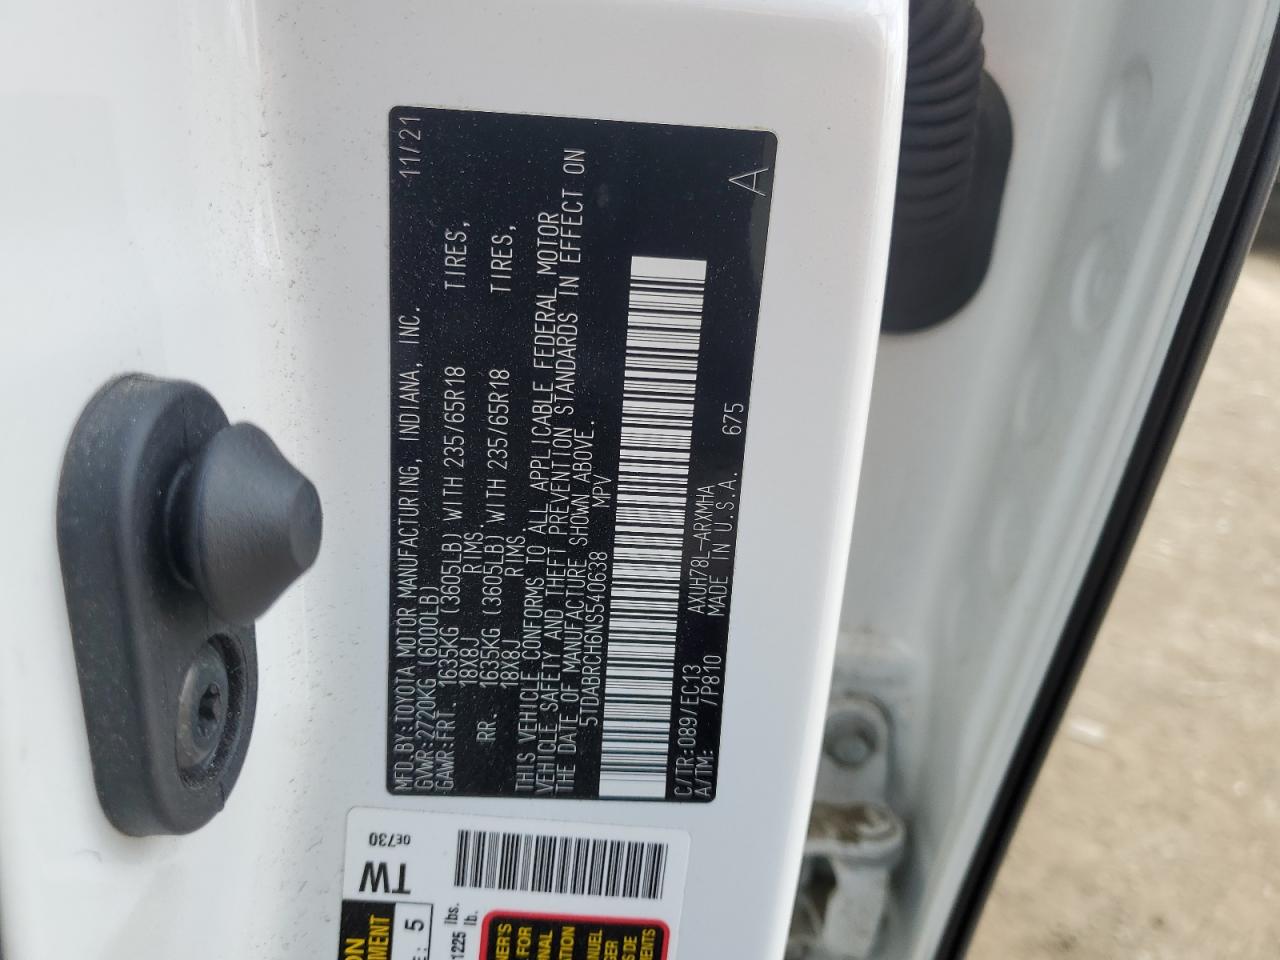 MFD. BY: TOYOTA MOTOR MANUFACTURING, INDIANA, INC. 11/21
GVWR: 2720KG (6000LB)
GAWR: FRT. 1635KG (3605LB) WITH 235/65R18 TIRES,
18X8J RIMS.
RR. 1635KG (3605LB) WITH 235/65R18 TIRES,
18X8J RIMS.
THIS VEHICLE CONFORMS TO ALL APPLICABLE FEDERAL MOTOR
VEHICLE SAFETY AND THEFT PREVENTION STANDARDS IN EFFECT ON
THE DATE OF MANUFACTURE SHOWN ABOVE.
5TDABRCH6NS540638 MPV
C/TR: 089/EC13 AXUH78L-ARXMHA
A/TM: /P810 MADE IN U.S.A. 675 A
0E730
TW
5
1225 lbs.
lb.